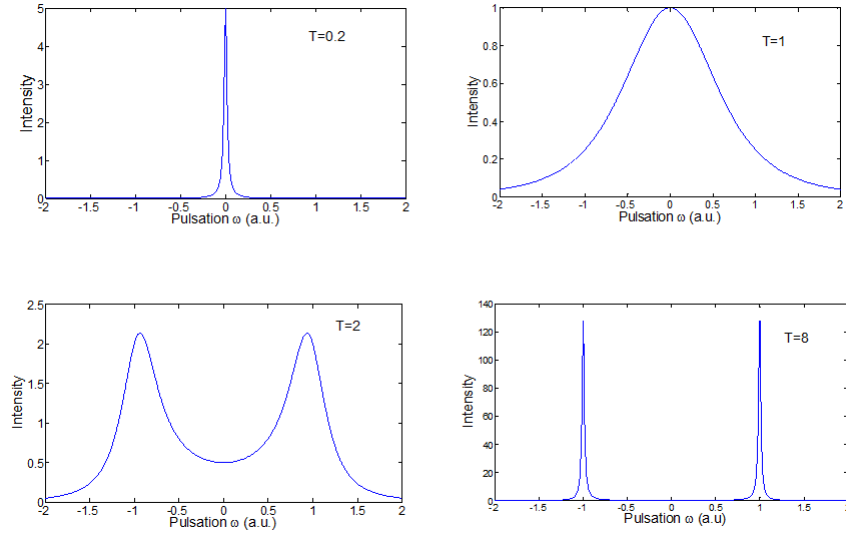 5
4
3
2
1
0
Intensity
T=0.2
-2 -1.5 -1 -0.5 0 0.5 1 1.5 2
Pulsation ω (a.u.)
1
0.8
0.6
0.4
0.2
0
Intensity
T=1
-2 -1.5 -1 -0.5 0 0.5 1 1.5 2
Pulsation ω (a.u.)
2.5
2
1.5
1
0.5
0
Intensity
T=2
-2 -1.5 -1 -0.5 0 0.5 1 1.5 2
Pulsation ω (a.u.)
140
120
100
80
60
40
20
0
Intensity
T=8
-2 -1.5 -1 -0.5 0 0.5 1 1.5 2
Pulsation ω (a.u)